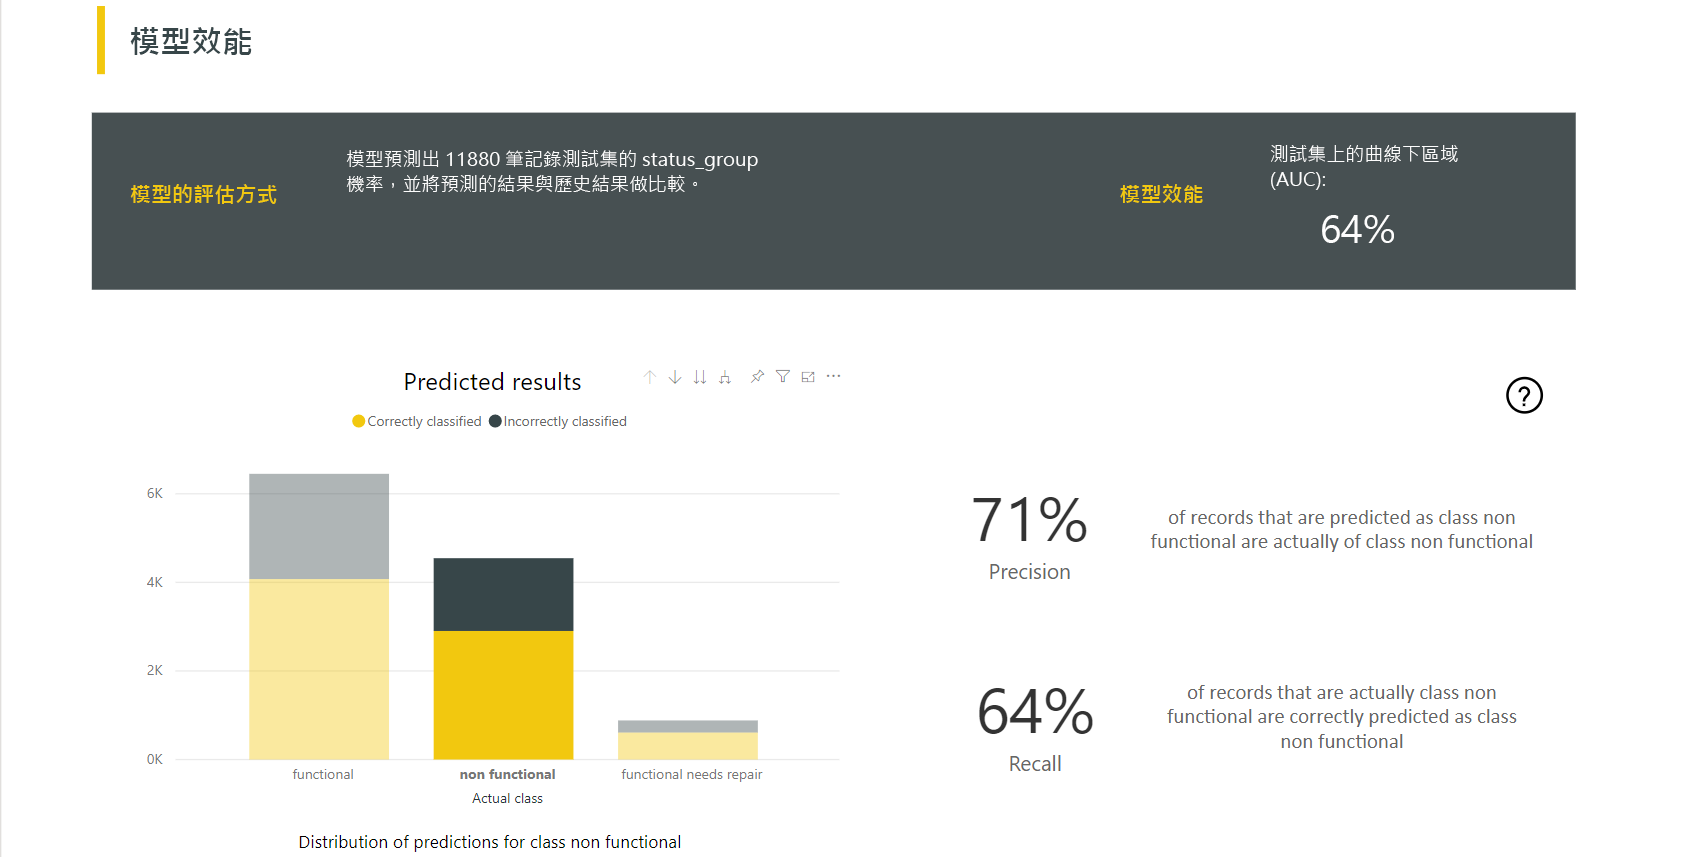 模型效能
模型的評估方式
模型預測出 11880 筆記錄測試集的 status_group
機率，並將預測的結果與歷史結果做比較。
模型效能
測試集上的曲線下區域
(AUC):
64%
Predicted results
Correctly classified Incorrectly classified
6K
4K
2K
0K
functional non functional functional needs repair
Actual class
Distribution of predictions for class non functional
?
71%
Precision
of records that are predicted as class non
functional are actually of class non functional
64%
Recall
of records that are actually class non
functional are correctly predicted as class
non functional